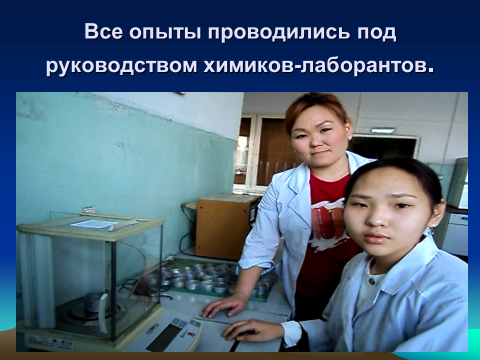 Все опыты проводились под
руководством химиков-лаборантов.